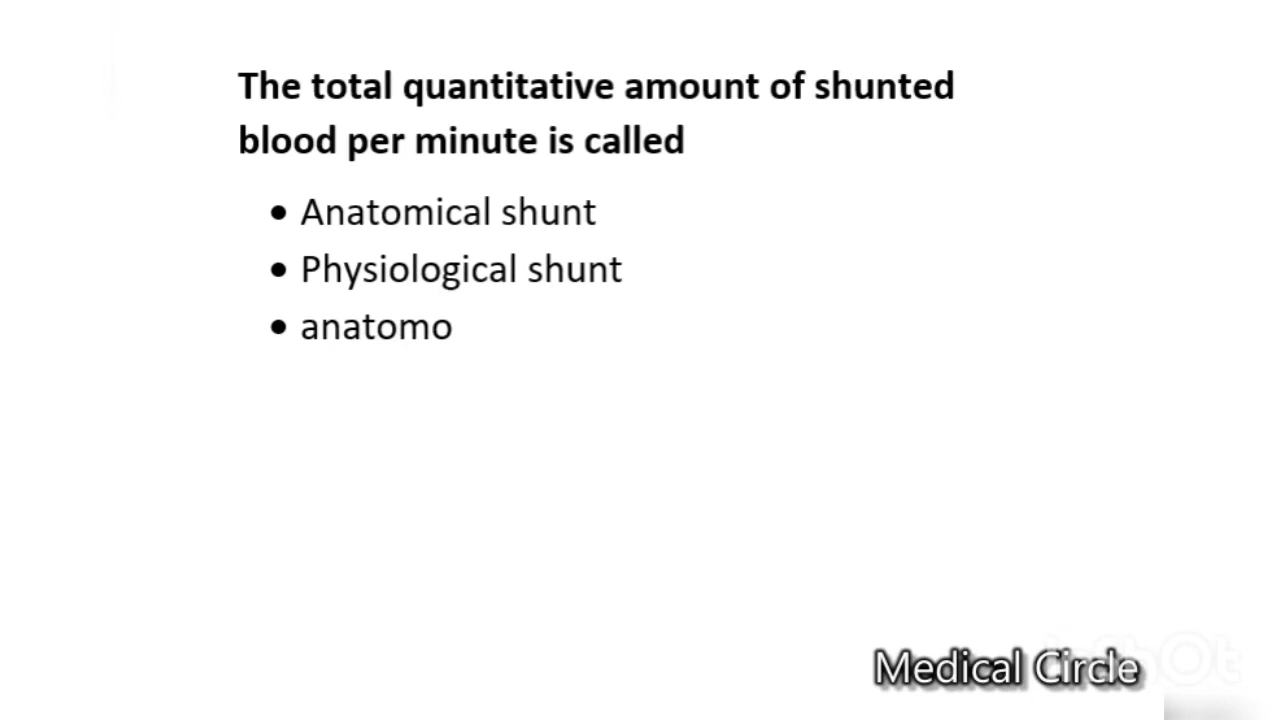 The total quantitative amount of shunted
blood per minute is called
• Anatomical shunt
• Physiological shunt
• anatomo
Medical Circle